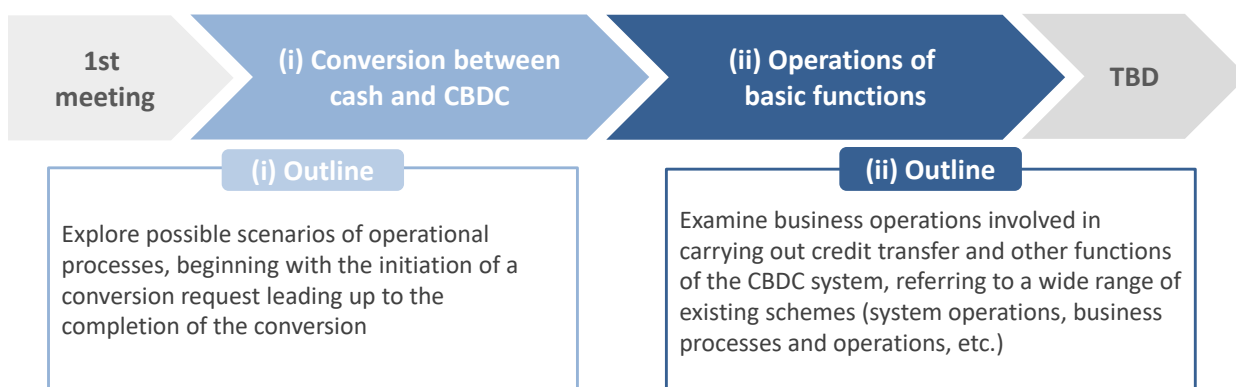 1st
meeting
(i) Conversion between
cash and CBDC
(ii) Operations of
basic functions
TBD
(i) Outline
Explore possible scenarios of operational
processes, beginning with the initiation of a
conversion request leading up to the
completion of the conversion
(ii) Outline
Examine business operations involved in
carrying out credit transfer and other functions
of the CBDC system, referring to a wide range of
existing schemes (system operations, business
processes and operations, etc.)